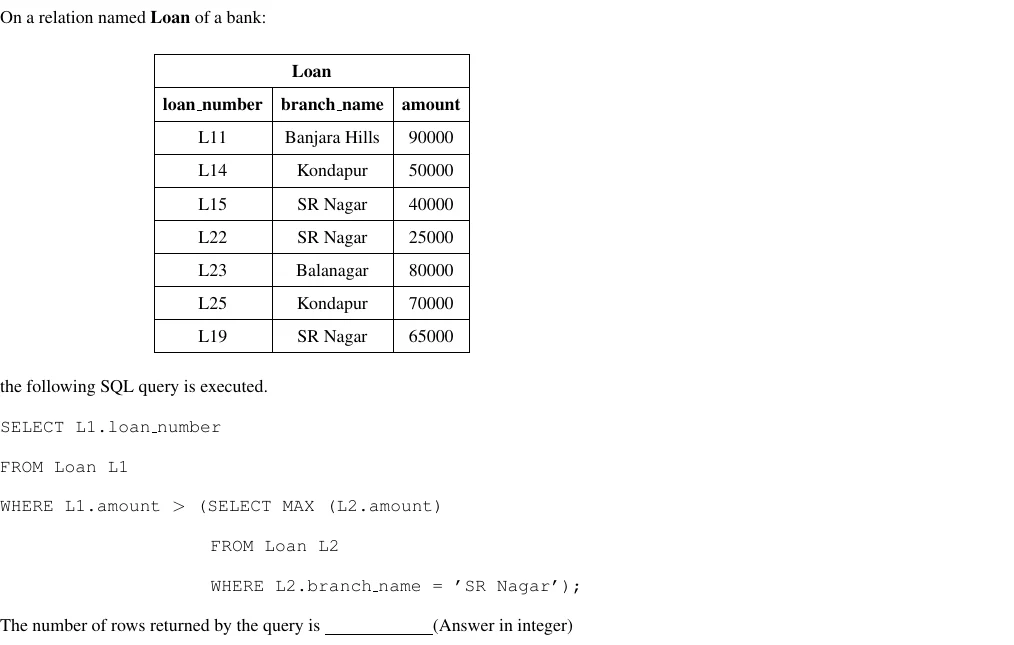 On a relation named Loan of a bank:
Loan
loan_number branch_name amount
L11 Banjara Hills 90000
L14 Kondapur 50000
L15 SR Nagar 40000
L22 SR Nagar 25000
L23 Balanagar 80000
L25 Kondapur 70000
L19 SR Nagar 65000
the following SQL query is executed.
SELECT L1.loan_number
FROM Loan L1
WHERE L1.amount > (SELECT MAX (L2.amount)
FROM Loan L2
WHERE L2.branch_name = ’SR Nagar’);
The number of rows returned by the query is ____________(Answer in integer)